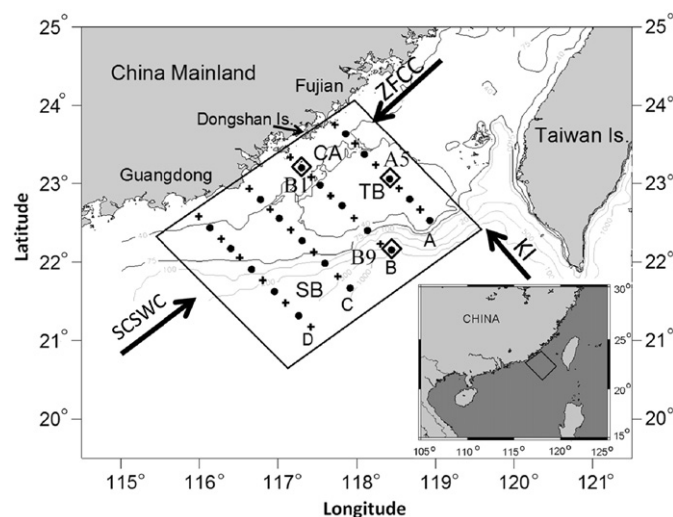 25°
24°
23°
22°
21°
20°
Latitude
China Mainland
Fujian
Dongshan Is.
Guangdong
ZFCC
Taiwan Is.
CA
A5
TB
B1
A
B9
B
KI
SB
C
D
SCSWC
25°
24°
23°
22°
21°
20°
CHINA
30°
25°
20°
15°
105°
110°
115°
120°
125°
115°
116°
117°
118°
119°
120°
121°
Longitude